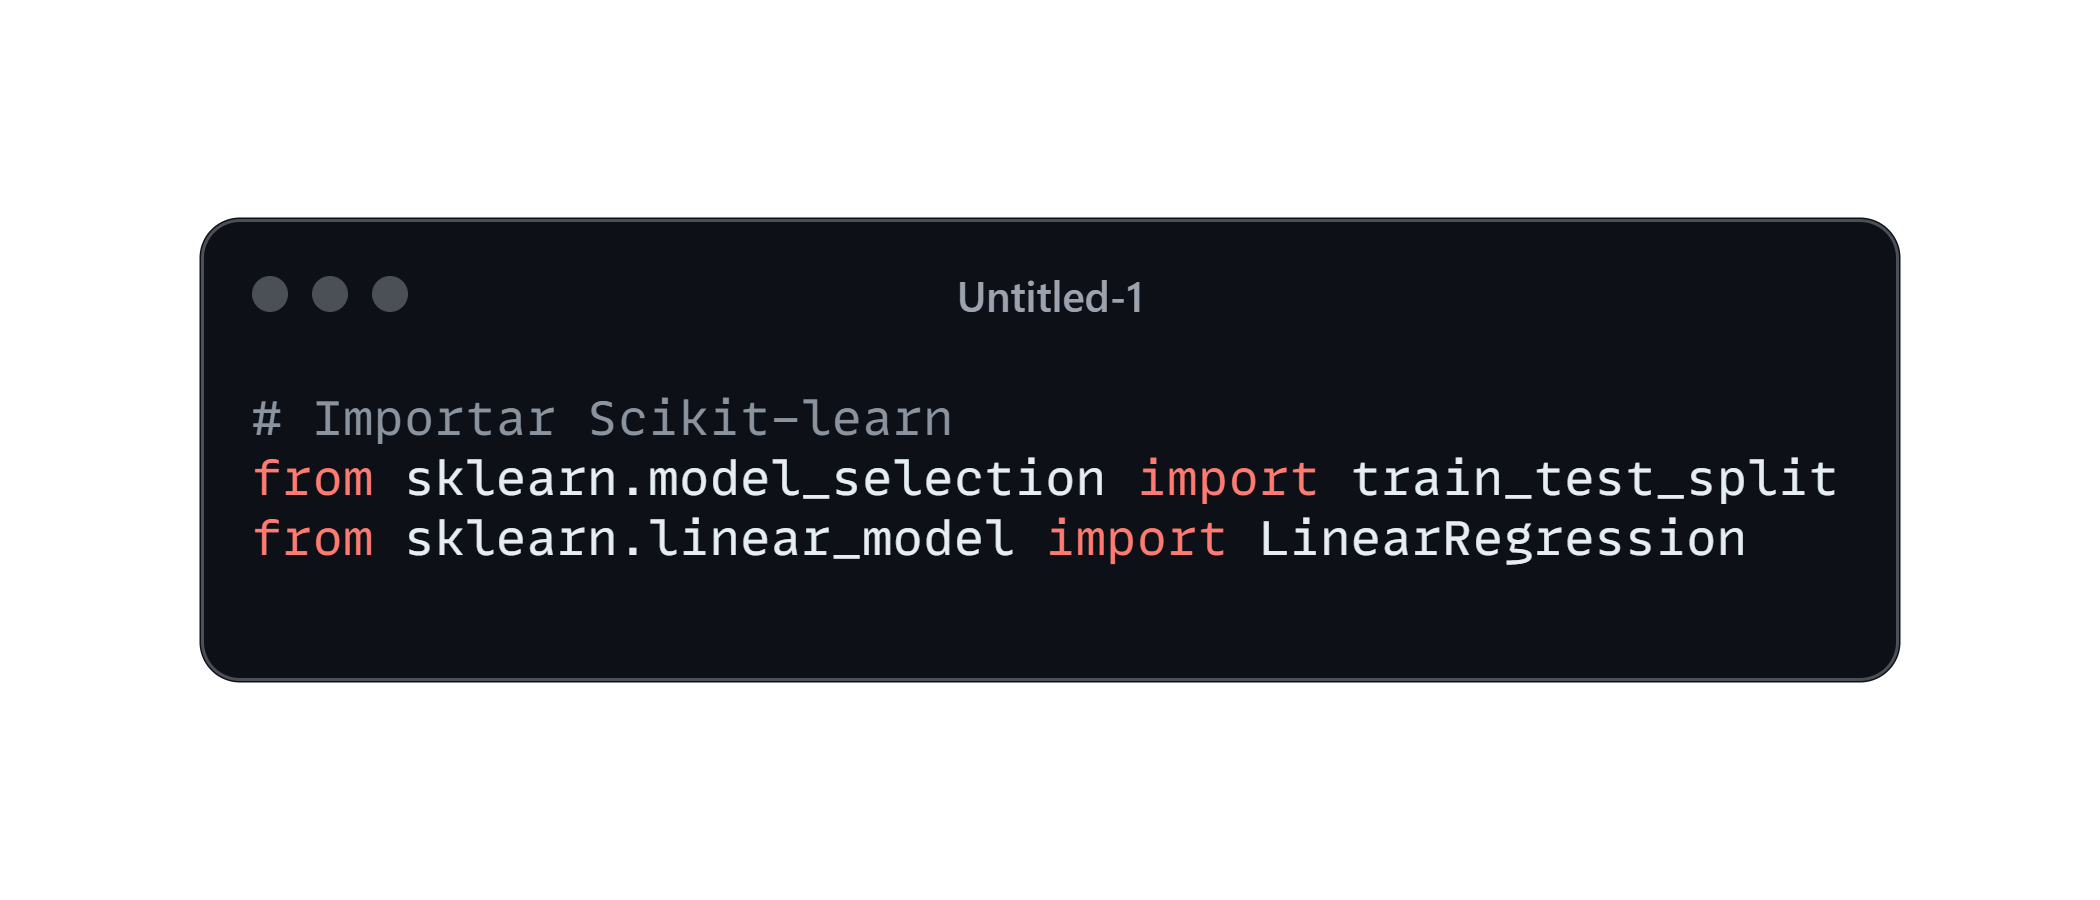 Untitled-1
# Importar Scikit-learn
from sklearn.model_selection import train_test_split
from sklearn.linear_model import LinearRegression